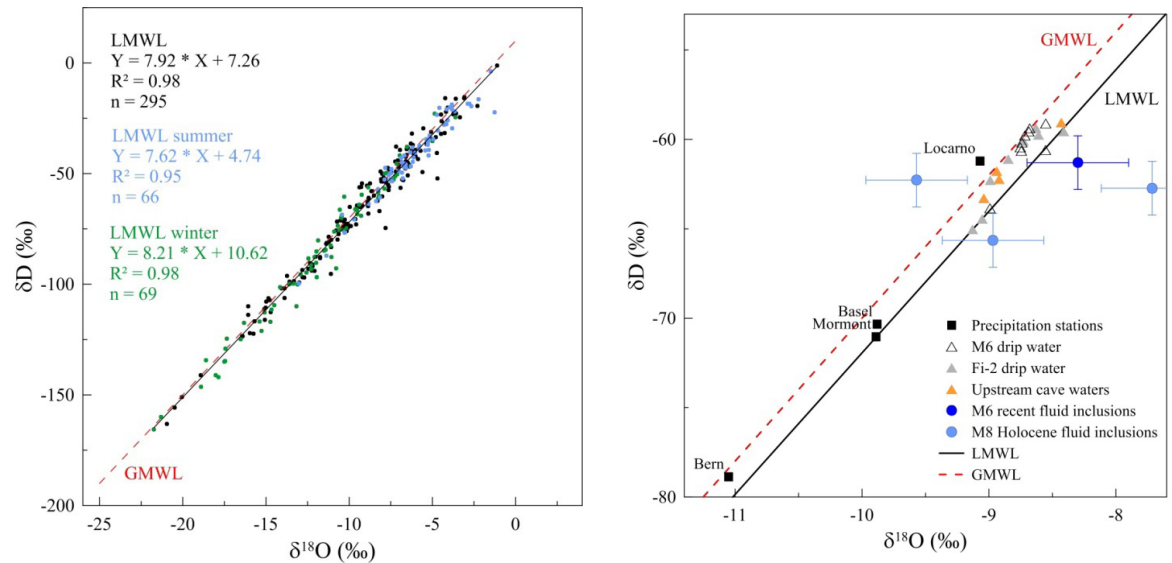 LMWL
Y = 7.92 * X + 7.26
R² = 0.98
n = 295
LMWL summer
Y = 7.62 * X + 4.74
R² = 0.95
n = 66
LMWL winter
Y = 8.21 * X + 10.62
R² = 0.98
n = 69
GMWL
0
-50
-100
-150
-200
δD (‰)
-25 -20 -15 -10 -5 0
δ¹⁸O (‰)
GMWL
LMWL
Locarno
Basel
Mormont
Bern
Precipitation stations
M6 drip water
Fi-2 drip water
Upstream cave waters
M6 recent fluid inclusions
M8 Holocene fluid inclusions
LMWL
GMWL
-60
-70
-80
δD (‰)
-11 -10 -9 -8
δ¹⁸O (‰)